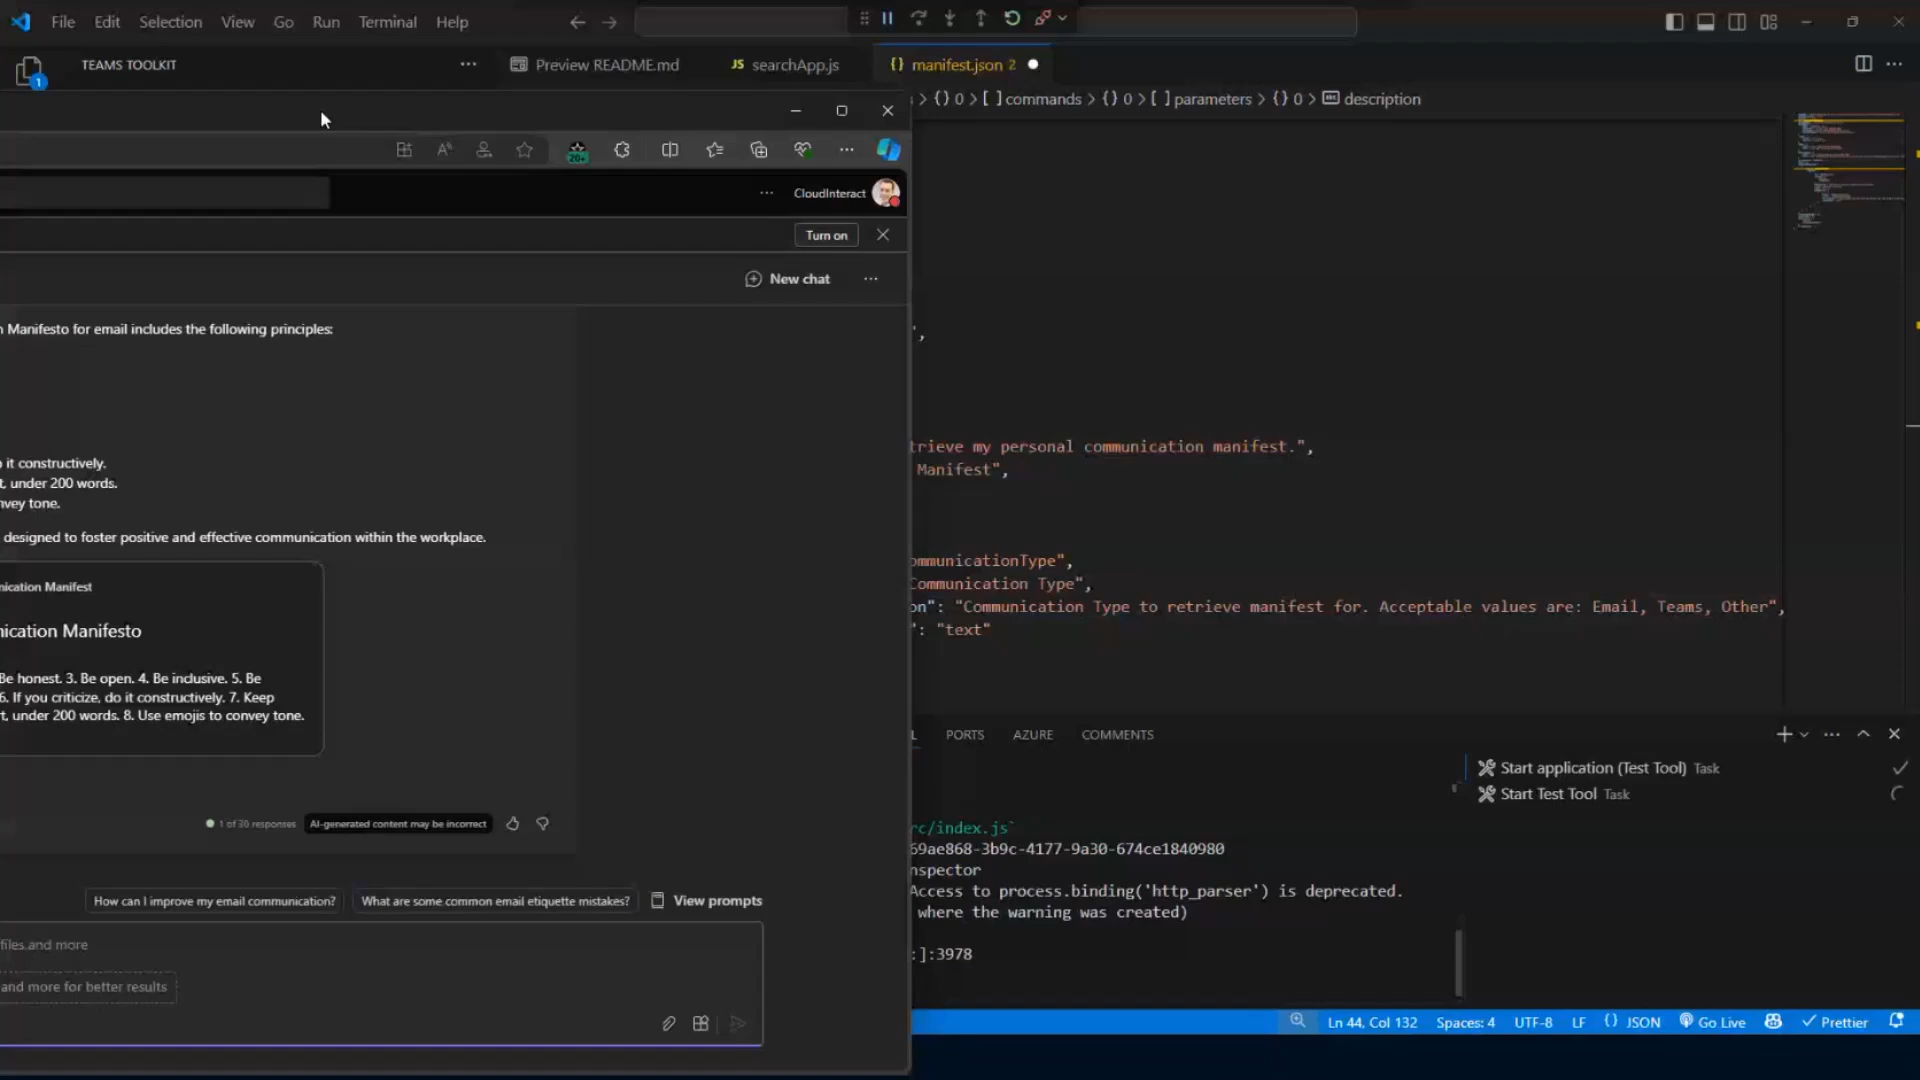 File Edit Selection View Go Run Terminal Help
TEAMS TOOLKIT
Preview README.md
JS searchApp.js
{} manifest.json 2
1
> {} 0 > [ ] commands > {} 0 > [ ] parameters > {} 0 > description
20+
CloudInteract
Turn on
New chat
n Manifesto for email includes the following principles:
o it constructively.
t, under 200 words.
nvey tone.
designed to foster positive and effective communication within the workplace.
nication Manifest
nication Manifesto
Be honest. 3. Be open. 4. Be inclusive. 5. Be
6. If you criticize, do it constructively. 7. Keep
t, under 200 words. 8. Use emojis to convey tone.
1 of 30 responses
AI-generated content may be incorrect
How can I improve my email communication?
What are some common email etiquette mistakes?
View prompts
files and more
and more for better results
",
trieve my personal communication manifest.",
Manifest",
ommunicationType",
Communication Type",
on": "Communication Type to retrieve manifest for. Acceptable values are: Email, Teams, Other",
": "text"
L PORTS AZURE COMMENTS
Start application (Test Tool) Task
Start Test Tool Task
rc/index.js`
69ae868-3b9c-4177-9a30-674ce1840980
nspector
Access to process.binding('http_parser') is deprecated.
where the warning was created)
:]:3978
Ln 44, Col 132 Spaces: 4 UTF-8 LF {} JSON Go Live Prettier